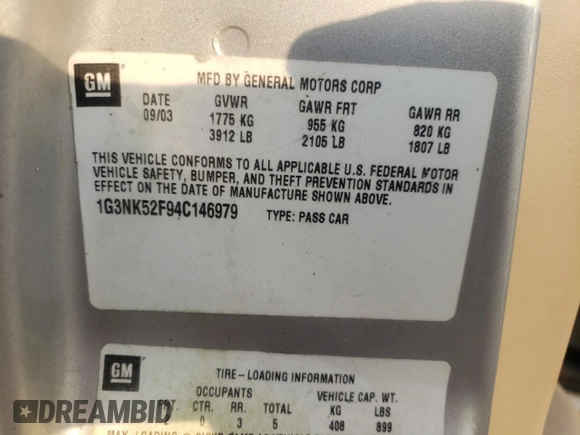 GM
MFD BY GENERAL MOTORS CORP
DATE GVWR GAWR FRT GAWR RR
09/03 1775 KG 955 KG 820 KG
3912 LB 2105 LB 1807 LB
THIS VEHICLE CONFORMS TO ALL APPLICABLE U.S. FEDERAL MOTOR
VEHICLE SAFETY, BUMPER, AND THEFT PREVENTION STANDARDS IN
EFFECT ON THE DATE OF MANUFACTURE SHOWN ABOVE.
1G3NK52F94C146979 TYPE: PASS CAR
GM
TIRE-LOADING INFORMATION
OCCUPANTS VEHICLE CAP. WT.
CTR. RR. TOTAL KG LBS
0 3 5 408 899
MAX. LOADING
DREAMBID